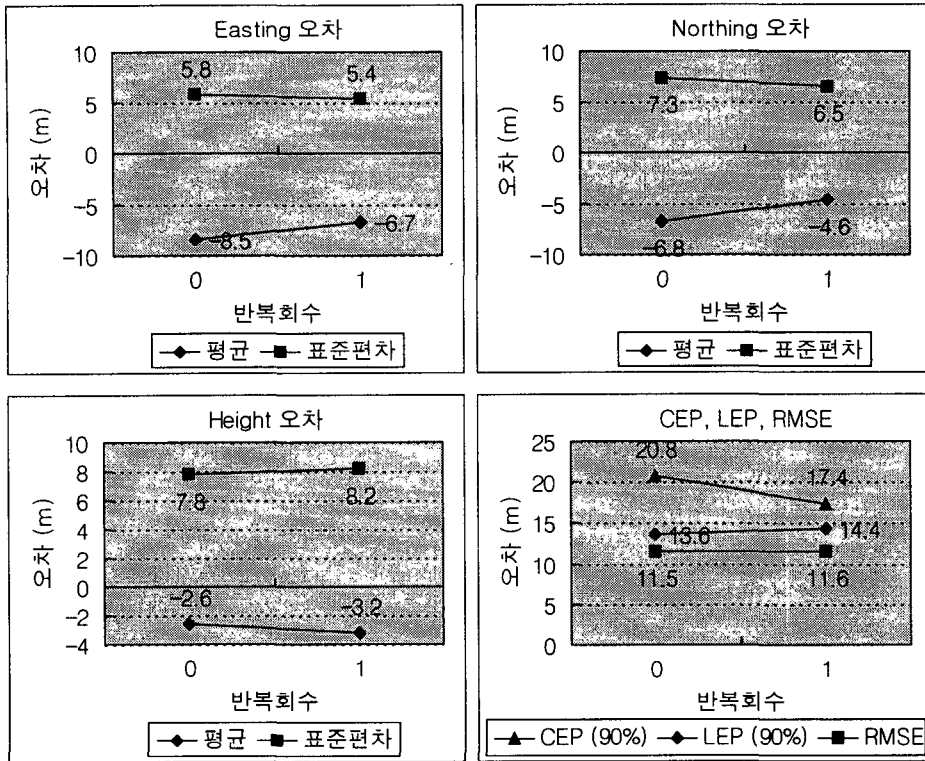 Easting 오차
10
5
0
-5
-10
오차 (m)
5.8
5.4
-8.5
-6.7
0
1
반복회수
평균
표준편차
Northing 오차
10
5
0
-5
-10
오차 (m)
7.3
6.5
-6.8
-4.6
0
1
반복회수
평균
표준편차
Height 오차
10
8
6
4
2
0
-2
-4
오차 (m)
7.8
8.2
-2.6
-3.2
0
1
반복회수
평균
표준편차
CEP, LEP, RMSE
25
20
15
10
5
0
오차 (m)
20.8
17.4
13.6
14.4
11.5
11.6
0
1
반복회수
CEP (90%)
LEP (90%)
RMSE